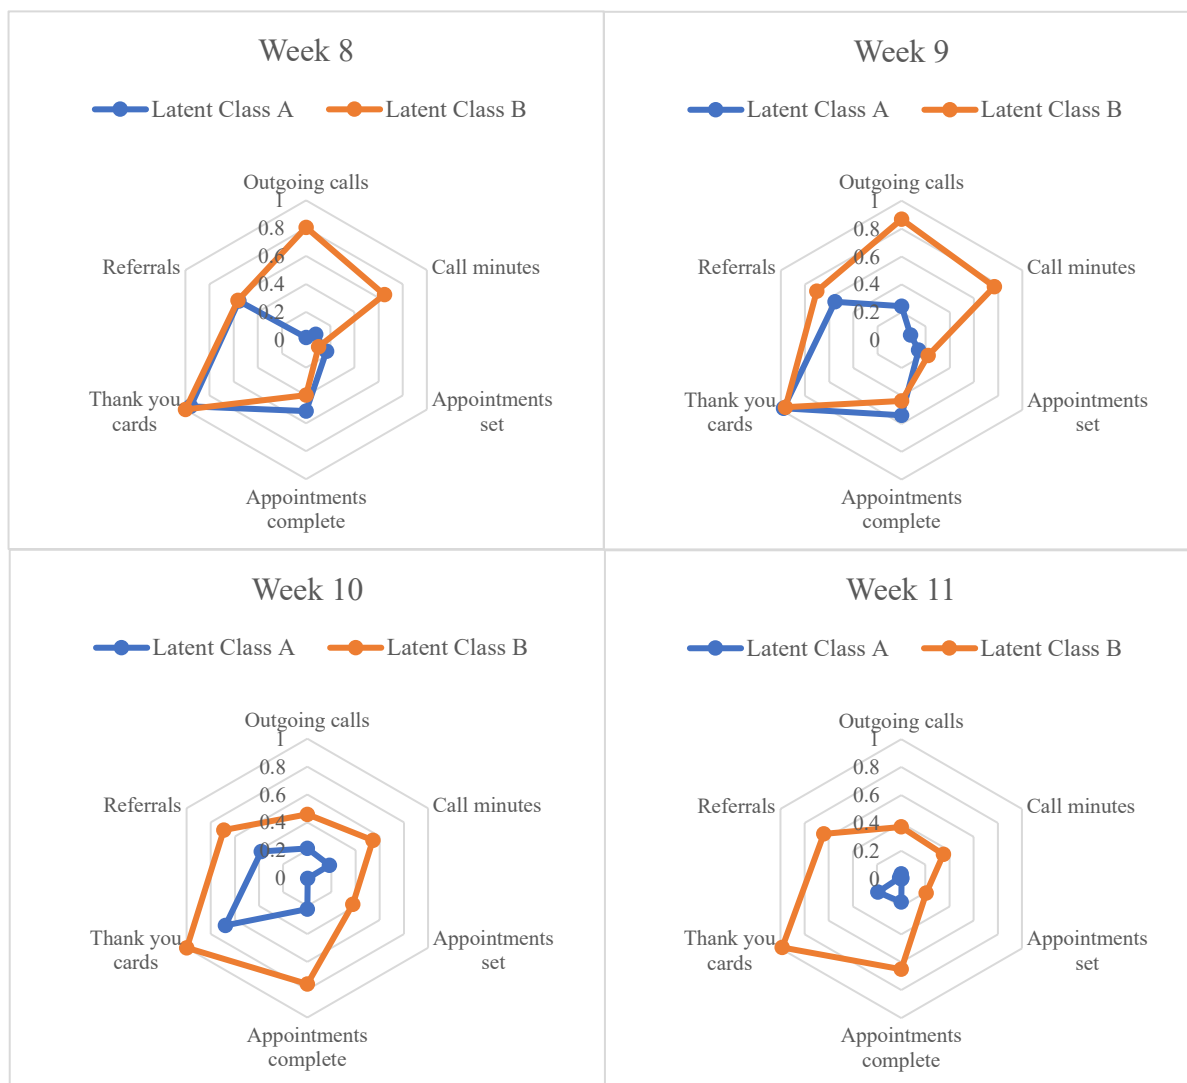 Week 8
Latent Class A
Latent Class B
Outgoing calls
1
0.8
0.6
0.4
0.2
0
Call minutes
Appointments
set
Appointments
complete
Thank you
cards
Referrals
Week 9
Latent Class A
Latent Class B
Outgoing calls
1
0.8
0.6
0.4
0.2
0
Call minutes
Appointments
set
Appointments
complete
Thank you
cards
Referrals
Week 10
Latent Class A
Latent Class B
Outgoing calls
1
0.8
0.6
0.4
0.2
0
Call minutes
Appointments
set
Appointments
complete
Thank you
cards
Referrals
Week 11
Latent Class A
Latent Class B
Outgoing calls
1
0.8
0.6
0.4
0.2
0
Call minutes
Appointments
set
Appointments
complete
Thank you
cards
Referrals